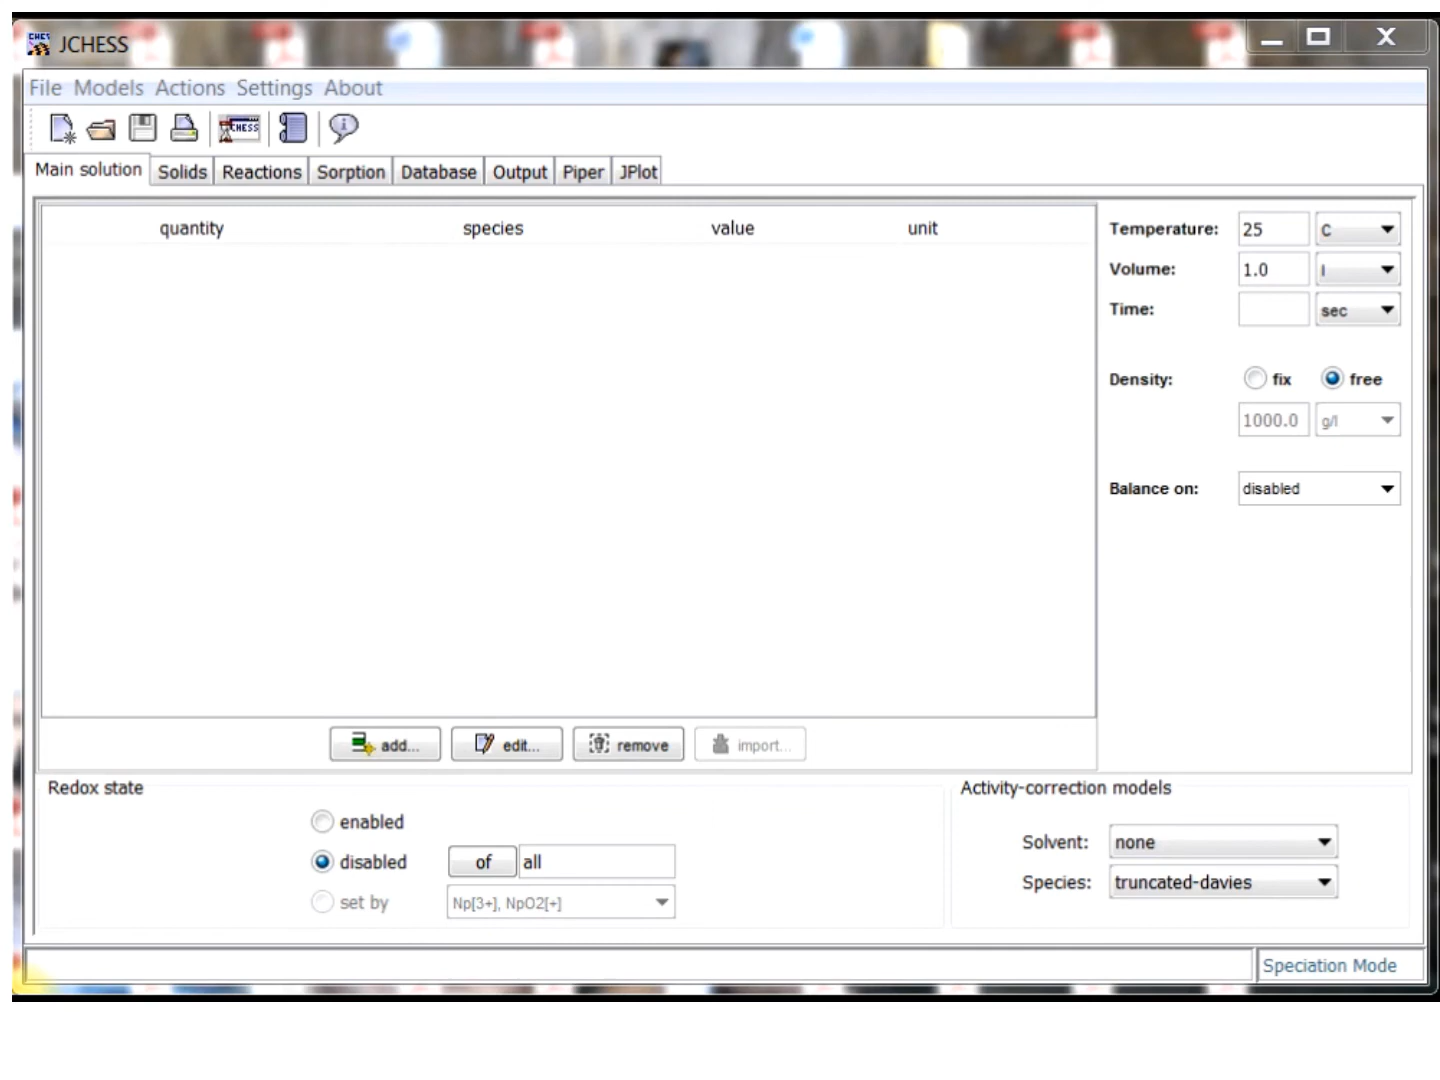 JCHESS
File Models Actions Settings About
CHESS
Main solution Solids Reactions Sorption Database Output Piper JPlot
quantity species value unit
Temperature: 25 C
Volume: 1.0 l
Time: sec
Density: fix free
1000.0 g/l
Balance on: disabled
add... edit... remove import...
Redox state
enabled
disabled of all
set by Np[3+], NpO2[+]
Activity-correction models
Solvent: none
Species: truncated-davies
Speciation Mode